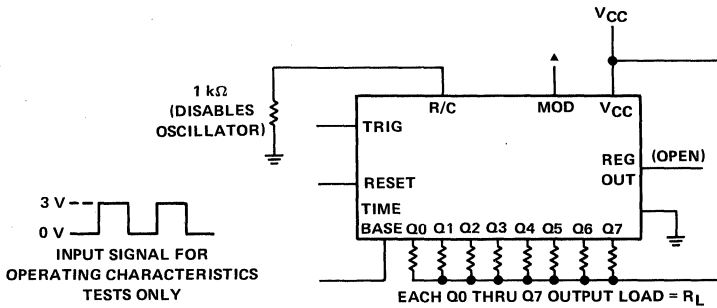 VCC
1 kΩ
(DISABLES
OSCILLATOR)
R/C
MOD
VCC
TRIG
REG
OUT
(OPEN)
RESET
TIME
BASE Q0 Q1 Q2 Q3 Q4 Q5 Q6 Q7
3 V
0 V
INPUT SIGNAL FOR
OPERATING CHARACTERISTICS
TESTS ONLY
EACH Q0 THRU Q7 OUTPUT LOAD = RL